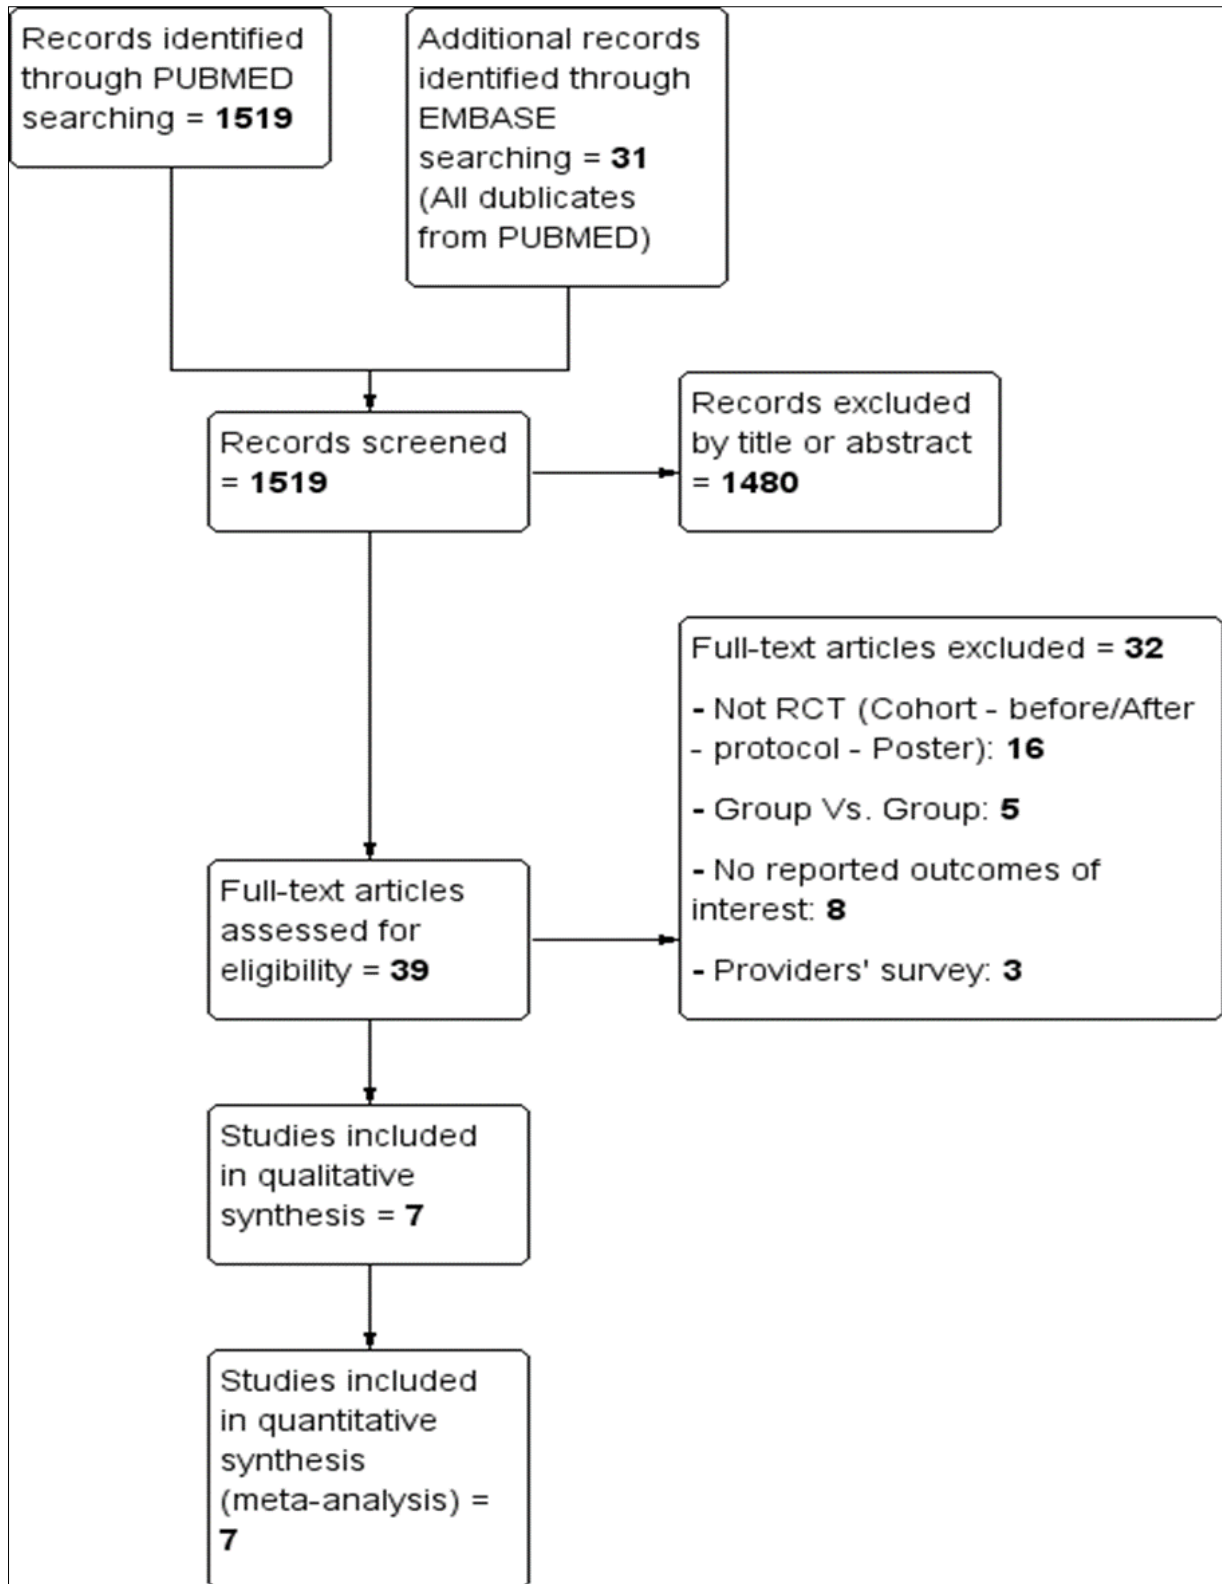 Records identified
through PUBMED
searching = 1519
Additional records
identified through
EMBASE
searching = 31
(All dublicates
from PUBMED)
Records screened
= 1519
Records excluded
by title or abstract
= 1480
Full-text articles
assessed for
eligibility = 39
Full-text articles excluded = 32
- Not RCT (Cohort - before/After
- protocol - Poster): 16
- Group Vs. Group: 5
- No reported outcomes of
interest: 8
- Providers' survey: 3
Studies included
in qualitative
synthesis = 7
Studies included
in quantitative
synthesis
(meta-analysis) =
7